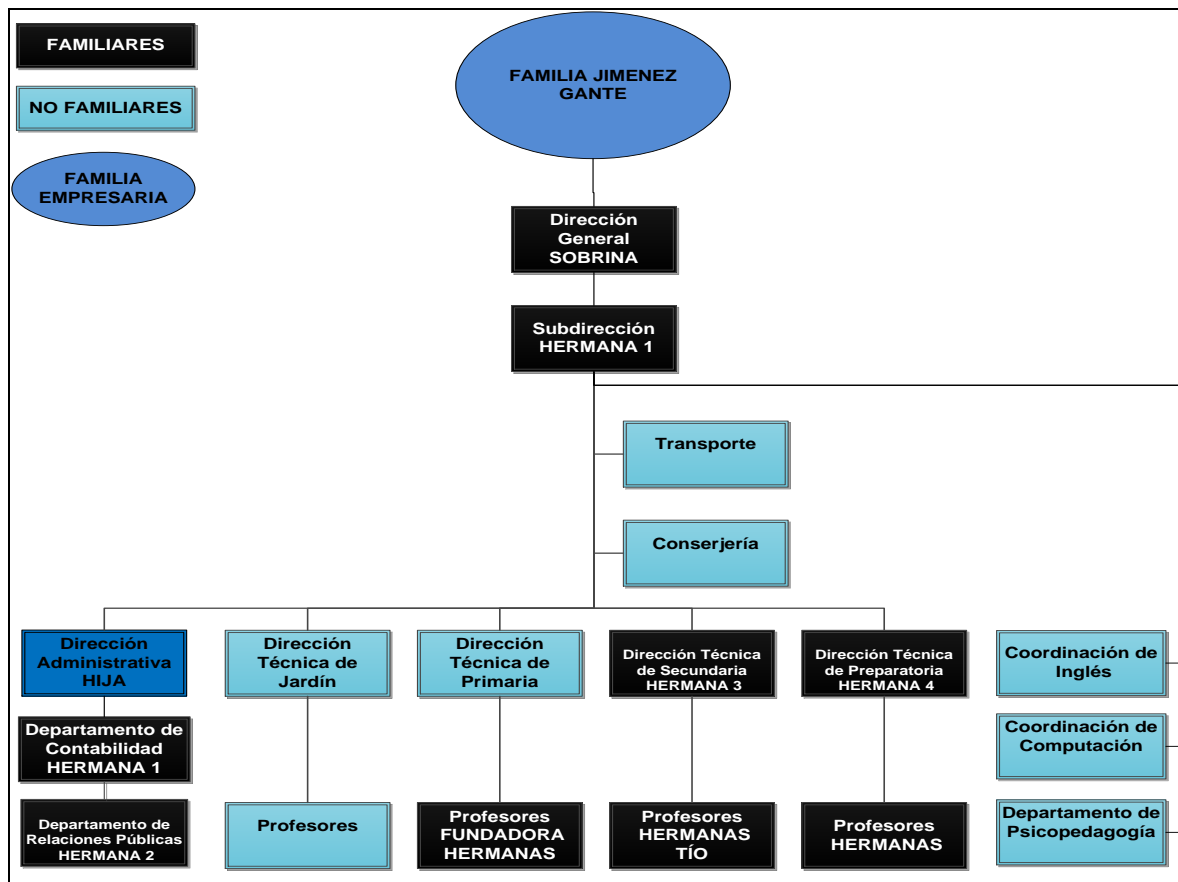 FAMILIARES
NO FAMILIARES
FAMILIA
EMPRESARIA
FAMILIA JIMENEZ
GANTE
Dirección
General
SOBRINA
Subdirección
HERMANA 1
Transporte
Conserjería
Dirección
Administrativa
HIJA
Dirección
Técnica de
Jardín
Dirección
Técnica de
Primaria
Dirección Técnica
de Secundaria
HERMANA 3
Dirección Técnica
de Preparatoria
HERMANA 4
Coordinación de
Inglés
Departamento de
Contabilidad
HERMANA 1
Coordinación de
Computación
Departamento de
Relaciones Públicas
HERMANA 2
Profesores
Profesores
FUNDADORA
HERMANAS
Profesores
HERMANAS
TÍO
Profesores
HERMANAS
Departamento de
Psicopedagogía